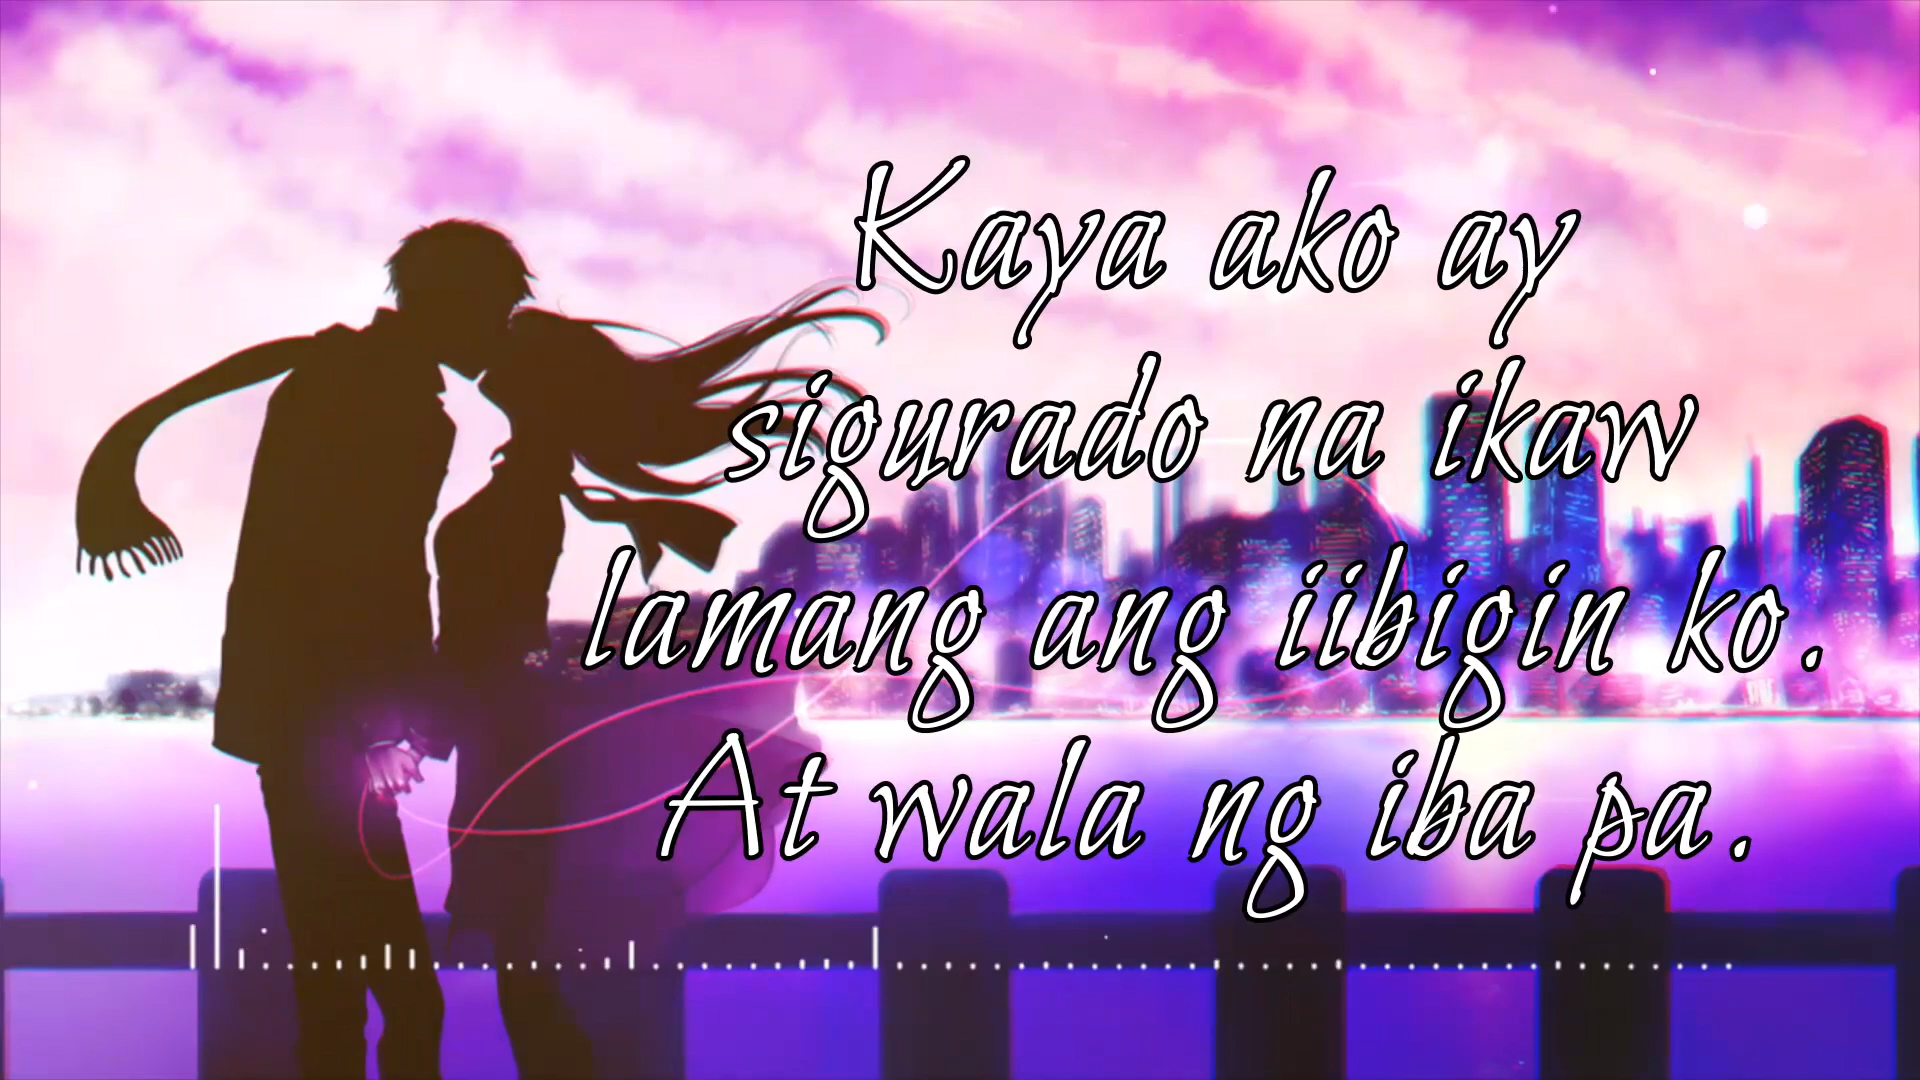 Kaya ako ay
sigurado na ikaw
lamang ang iibigin ko.
At wala ng iba pa.